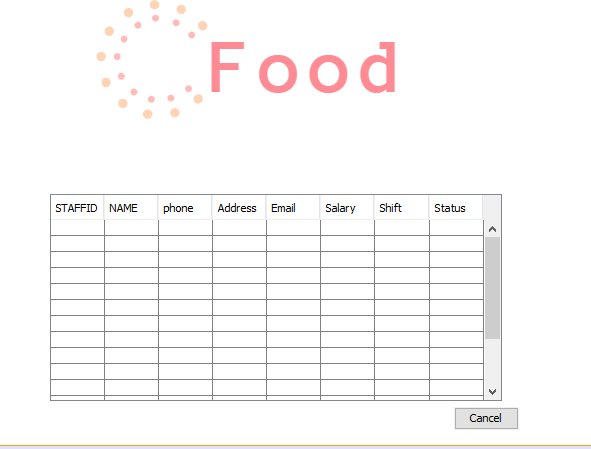 Food
STAFFID NAME phone Address Email Salary Shift Status
Cancel